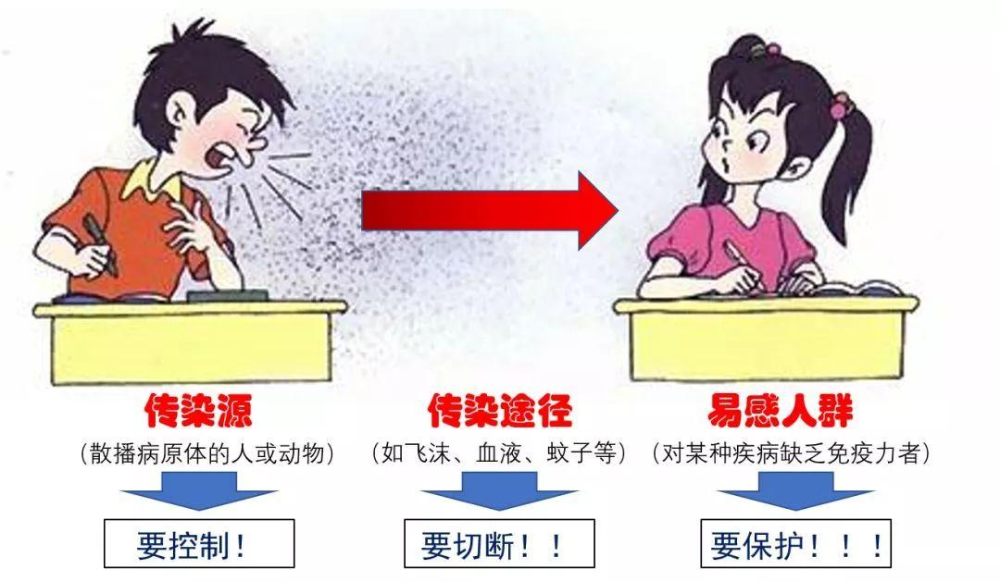 传染源
传染途径
易感人群
（散播病原体的人或动物）
（如飞沫、血液、蚊子等）
（对某种疾病缺乏免疫力者）
要控制！
要切断！！
要保护！！！